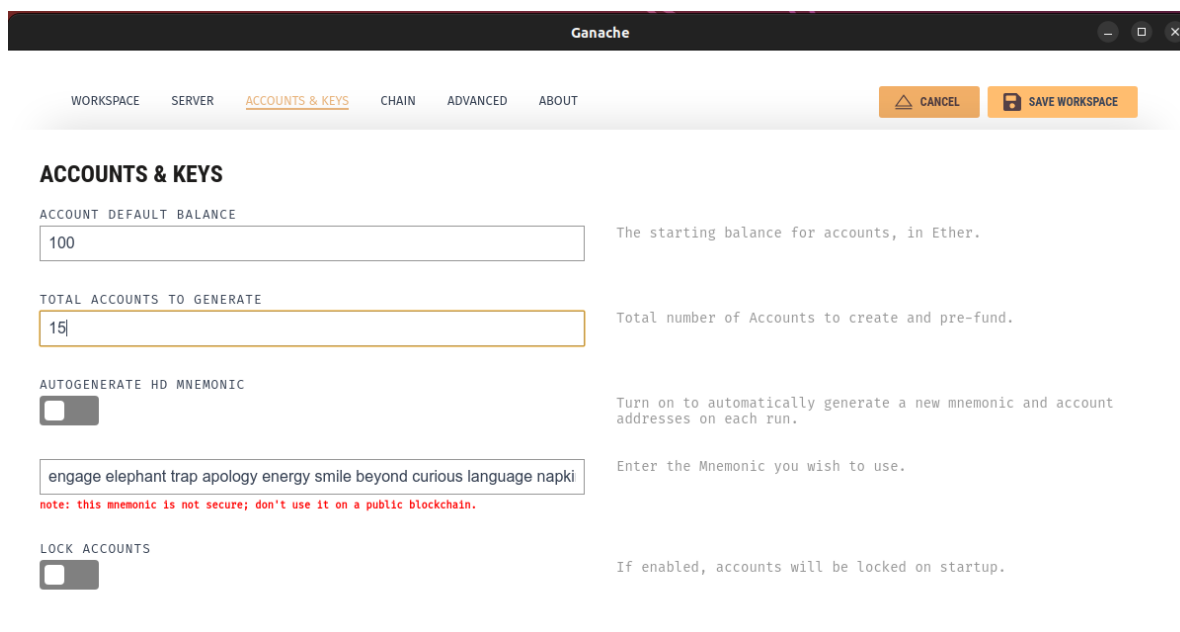 Ganache
WORKSPACE SERVER ACCOUNTS & KEYS CHAIN ADVANCED ABOUT CANCEL SAVE WORKSPACE
ACCOUNTS & KEYS
ACCOUNT DEFAULT BALANCE
100
The starting balance for accounts, in Ether.
TOTAL ACCOUNTS TO GENERATE
15
Total number of Accounts to create and pre-fund.
AUTOGENERATE HD MNEMONIC
Turn on to automatically generate a new mnemonic and account
addresses on each run.
engage elephant trap apology energy smile beyond curious language napki
Enter the Mnemonic you wish to use.
note: this mnemonic is not secure; don't use it on a public blockchain.
LOCK ACCOUNTS
If enabled, accounts will be locked on startup.